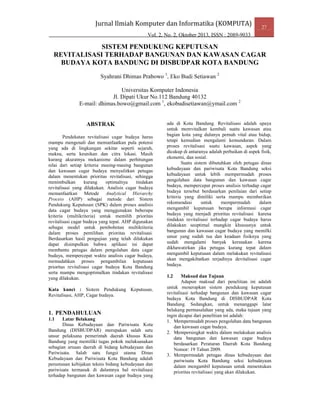 Jurnal Ilmiah Komputer dan Informatika (KOMPUTA)
27
Vol. 2, No. 2, Oktober 2013, ISSN : 2089-9033
SISTEM PENDUKUNG KEPUTUSAN
REVITALISASI TERHADAP BANGUNAN DAN KAWASAN CAGAR
BUDAYA KOTA BANDUNG DI DISBUDPAR KOTA BANDUNG
Syahrani Dhimas Prabowo 1, Eko Budi Setiawan 2
Universitas Komputer Indonesia
Jl. Dipati Ukur No 112 Bandung 40132
E-mail: dhimas.bowo@gmail.com 1, ekobudisetiawan@ymail.com 2
ABSTRAK
Pendekatan revitalisasi cagar budaya harus
mampu mengenali dan memanfaatkan pula potensi
yang ada di lingkungan sekitar seperti sejarah,
makna, serta keunikan dan citra lokasi. Masih
kurang akuratnya mekanisme dalam perhitungan
nilai dari setiap kriteria masing-masing bangunan
dan kawasan cagar budaya menyulitkan petugas
dalam menentukan prioritas revitalisasi, sehingga
menimbulkan kurang optimalnya tindakan
revitalisasi yang dilakukan. Analisis cagar budaya
memanfaatkan Metode Analytical Hierarchy
Process (AHP) sebagai metode dari Sistem
Pendukung Keputusan (SPK) dalam proses analisis
data cagar budaya yang menggunakan beberapa
kriteria (multikriteria) untuk memilih prioritas
revitalisasi cagar budaya yang tepat. AHP digunakan
sebagai model untuk pembobotan multikriteria
dalam proses pemilihan prioritas revitalisasi.
Berdasarkan hasil pengujian yang telah dilakukan
dapat disimpulkan bahwa aplikasi ini dapat
membantu petugas dalam pengolahan data cagar
budaya, mempercepat waktu analisis cagar budaya,
memudahkan proses pengambilan keputusan
prioritas revitalisasi cagar budaya Kota Bandung
serta mampu mengoptimalkan tindakan revitalisasi
yang dilakukan.
Kata kunci : Sistem Pendukung Keputusan,
Revitalisasi, AHP, Cagar budaya.
1. PENDAHULUAN
1.1 Latar Belakang
Dinas Kebudayaan dan Pariwisata Kota
Bandung (DISBUDPAR) merupakan salah satu
unsur pelaksana pemerintah daerah khusus Kota
Bandung yang memiliki tugas pokok melaksanakan
sebagian urusan daerah di bidang kebudayaan dan
Pariwisata. Salah satu fungsi utama Dinas
Kebudayaan dan Pariwisata Kota Bandung adalah
perumusan kebijakan teknis bidang kebudayaan dan
pariwisata termasuk di dalamnya hal revitalisasi
terhadap bangunan dan kawasan cagar budaya yang
ada di Kota Bandung. Revitalisasi adalah upaya
untuk memvitalkan kembali suatu kawasan atau
bagian kota yang dulunya pernah vital atau hidup,
tetapi kemudian mengalami kemunduran. Dalam
proses revitalisasi suatu kawasan, aspek yang
dicakup di antaranya adalah perbaikan di aspek fisik,
ekonomi, dan sosial.
Suatu sistem dibutuhkan oleh petugas dinas
kebudayaan dan pariwisata Kota Bandung seksi
kebudayaan untuk lebih mempermudah proses
pengolahan data bangunan dan kawasan cagar
budaya, mempercepat proses analisis terhadap cagar
budaya tersebut berdasarkan penilaian dari setiap
kriteria yang dimiliki serta mampu memberikan
rekomendasi untuk mempermudah dalam
mengambil keputusan berupa informasi cagar
budaya yang menjadi prioritas revitalisasi karena
tindakan revitalisasi terhadap cagar budaya harus
dilakukan seoptimal mungkin khususnya untuk
bangunan dan kawasan cagar budaya yang memiliki
umur yang sudah tua dan keadaan fisiknya yang
sudah mengalami banyak kerusakan karena
dikhawatirkan jika petugas kurang tepat dalam
mengambil keputusan dalam melakukan revitalisasi
akan mengakibatkan terjadinya devitalisasi cagar
budaya.
1.2 Maksud dan Tujuan
Adapun maksud dari penelitian ini adalah
untuk menerapkan sistem pendukung keputusan
revitalisasi terhadap bangunan dan kawasan cagar
budaya Kota Bandung di DISBUDPAR Kota
Bandung. Sedangkan, untuk menanggapi latar
belakang permasalahan yang ada, maka tujuan yang
ingin dicapai dari penelitian ini adalah:
1. Mempermudah proses pengolahan data bangunan
dan kawasan cagar budaya.
2. Mempersingkat waktu dalam melakukan analisis
data bangunan dan kawasan cagar budaya
berdasarkan Peraturan Daerah Kota Bandung
Nomor: 19 Tahun 2009.
3. Mempermudah petugas dinas kebudayaan dan
pariwisata Kota Bandung seksi kebudayaan
dalam mengambil keputusan untuk menentukan
prioritas revitalisasi yang akan dilakukan.